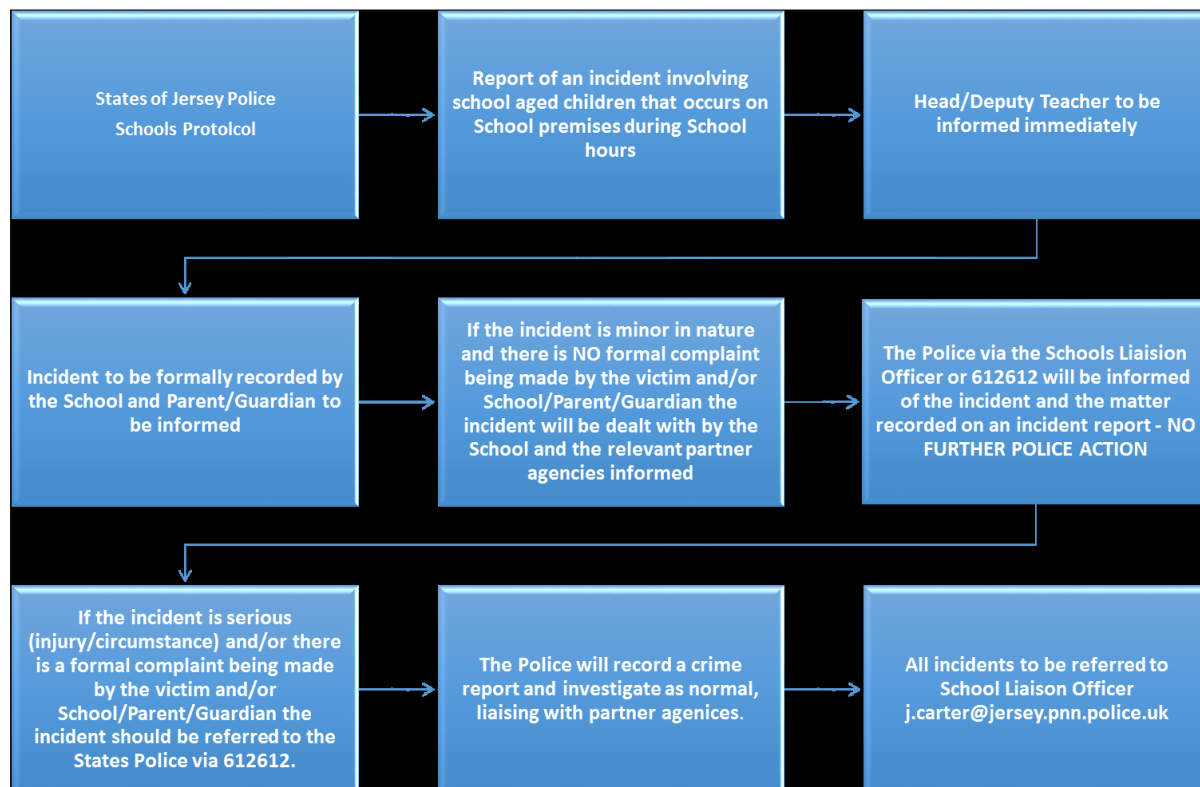 States of Jersey Police
Schools Protolcol
Report of an incident involving
school aged children that occurs on
School premises during School
hours
Head/Deputy Teacher to be
informed immediately
Incident to be formally recorded by
the School and Parent/Guardian to
be informed
If the incident is minor in nature
and there is NO formal complaint
being made by the victim and/or
School/Parent/Guardian the
incident will be dealt with by the
School and the relevant partner
agencies informed
The Police via the Schools Liaision
Officer or 612612 will be informed
of the incident and the matter
recorded on an incident report - NO
FURTHER POLICE ACTION
If the incident is serious
(injury/circumstance) and/or there
is a formal complaint being made
by the victim and/or
School/Parent/Guardian the
incident should be referred to the
States Police via 612612.
The Police will record a crime
report and investigate as normal,
liaising with partner agenices.
All incidents to be referred to
School Liaison Officer
j.carter@jersey.pnn.police.uk